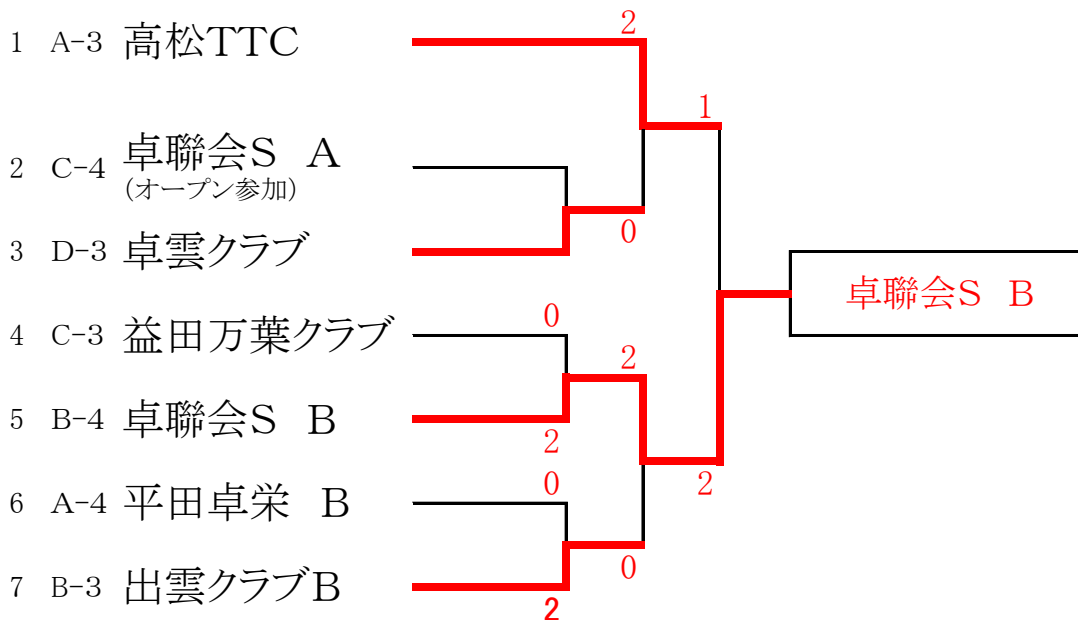 2
1 A-3 高松TTC
1
2 C-4 卓聯会S A
(オープン参加)
0
3 D-3 卓雲クラブ
卓聯会S B
0
4 C-3 益田万葉クラブ
2
5 B-4 卓聯会S B
2
0
2
6 A-4 平田卓栄 B
0
7 B-3 出雲クラブB
2